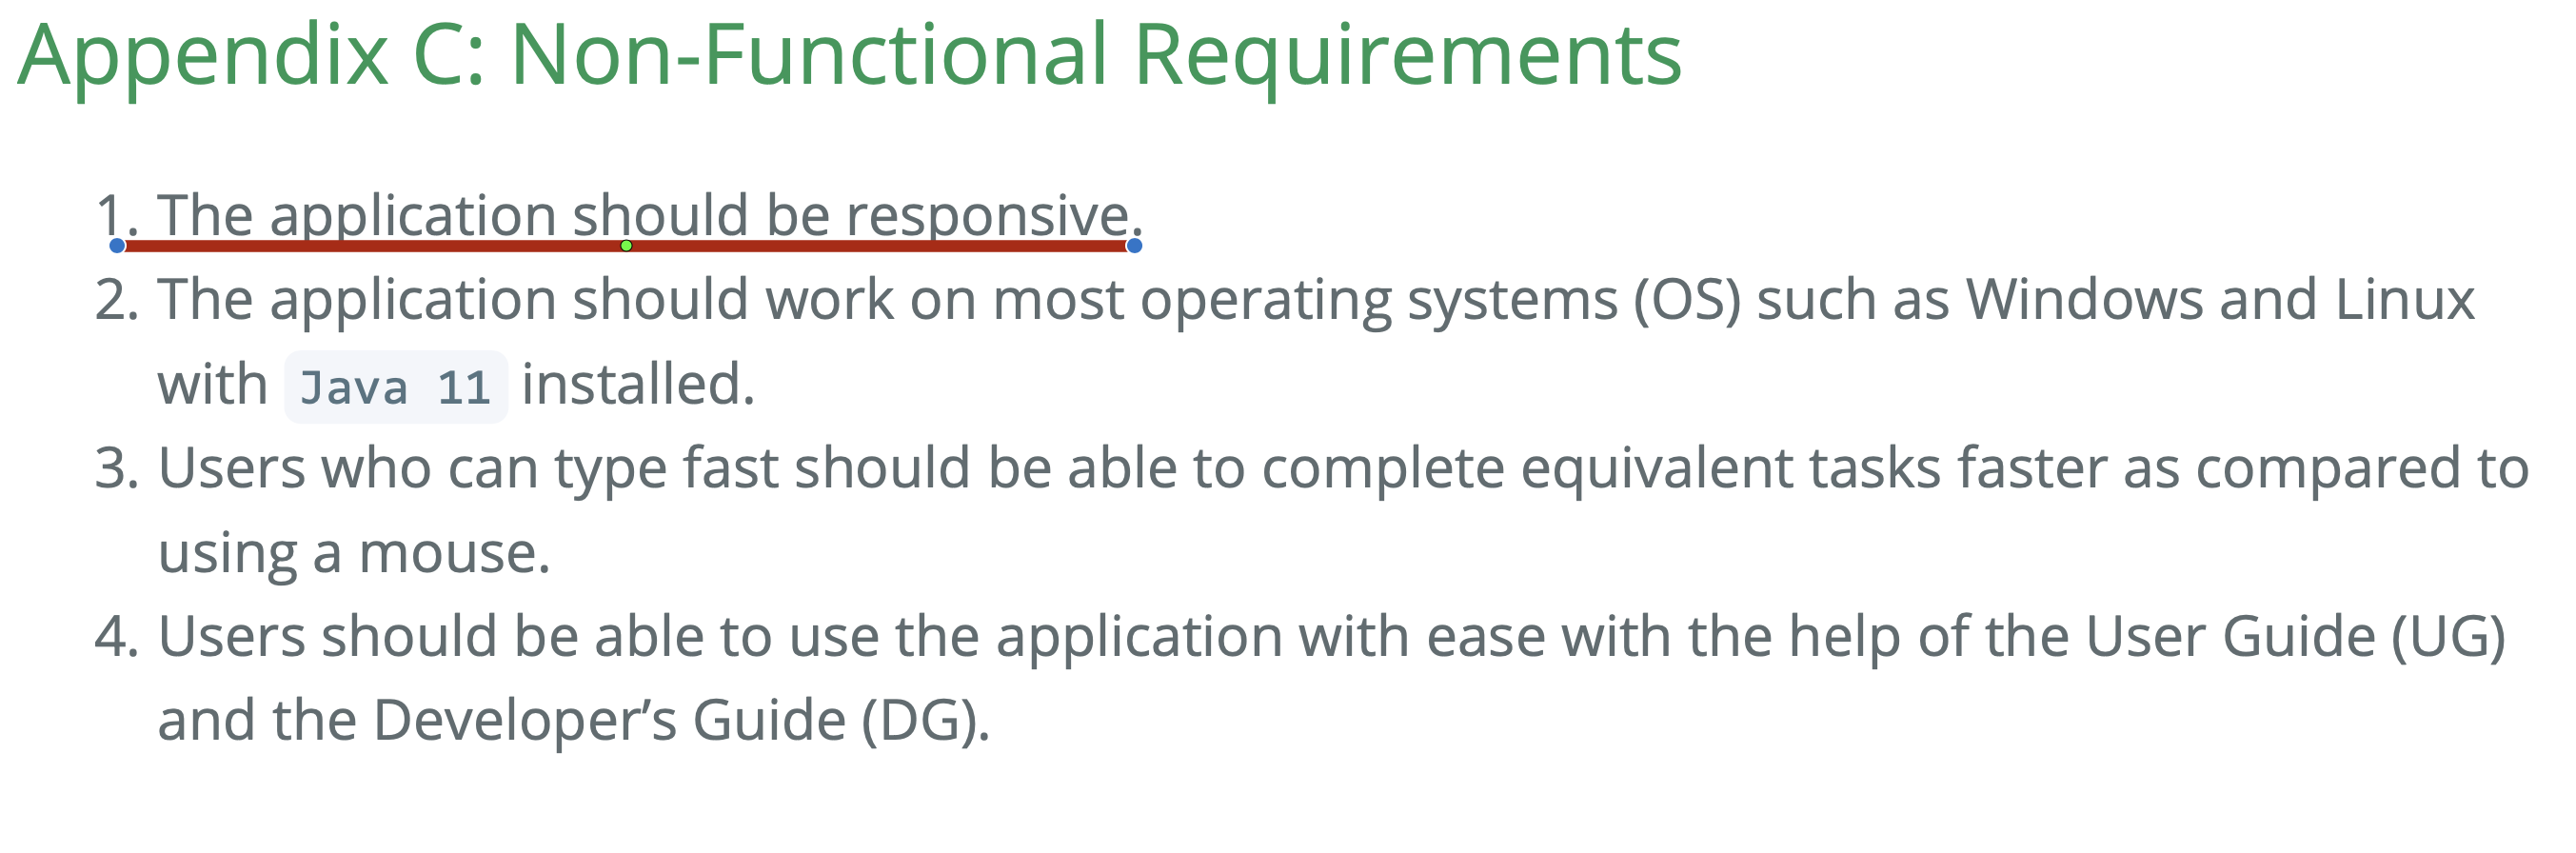 Appendix C: Non-Functional Requirements
1. The application should be responsive.
2. The application should work on most operating systems (OS) such as Windows and Linux
with Java 11 installed.
3. Users who can type fast should be able to complete equivalent tasks faster as compared to
using a mouse.
4. Users should be able to use the application with ease with the help of the User Guide (UG)
and the Developer’s Guide (DG).